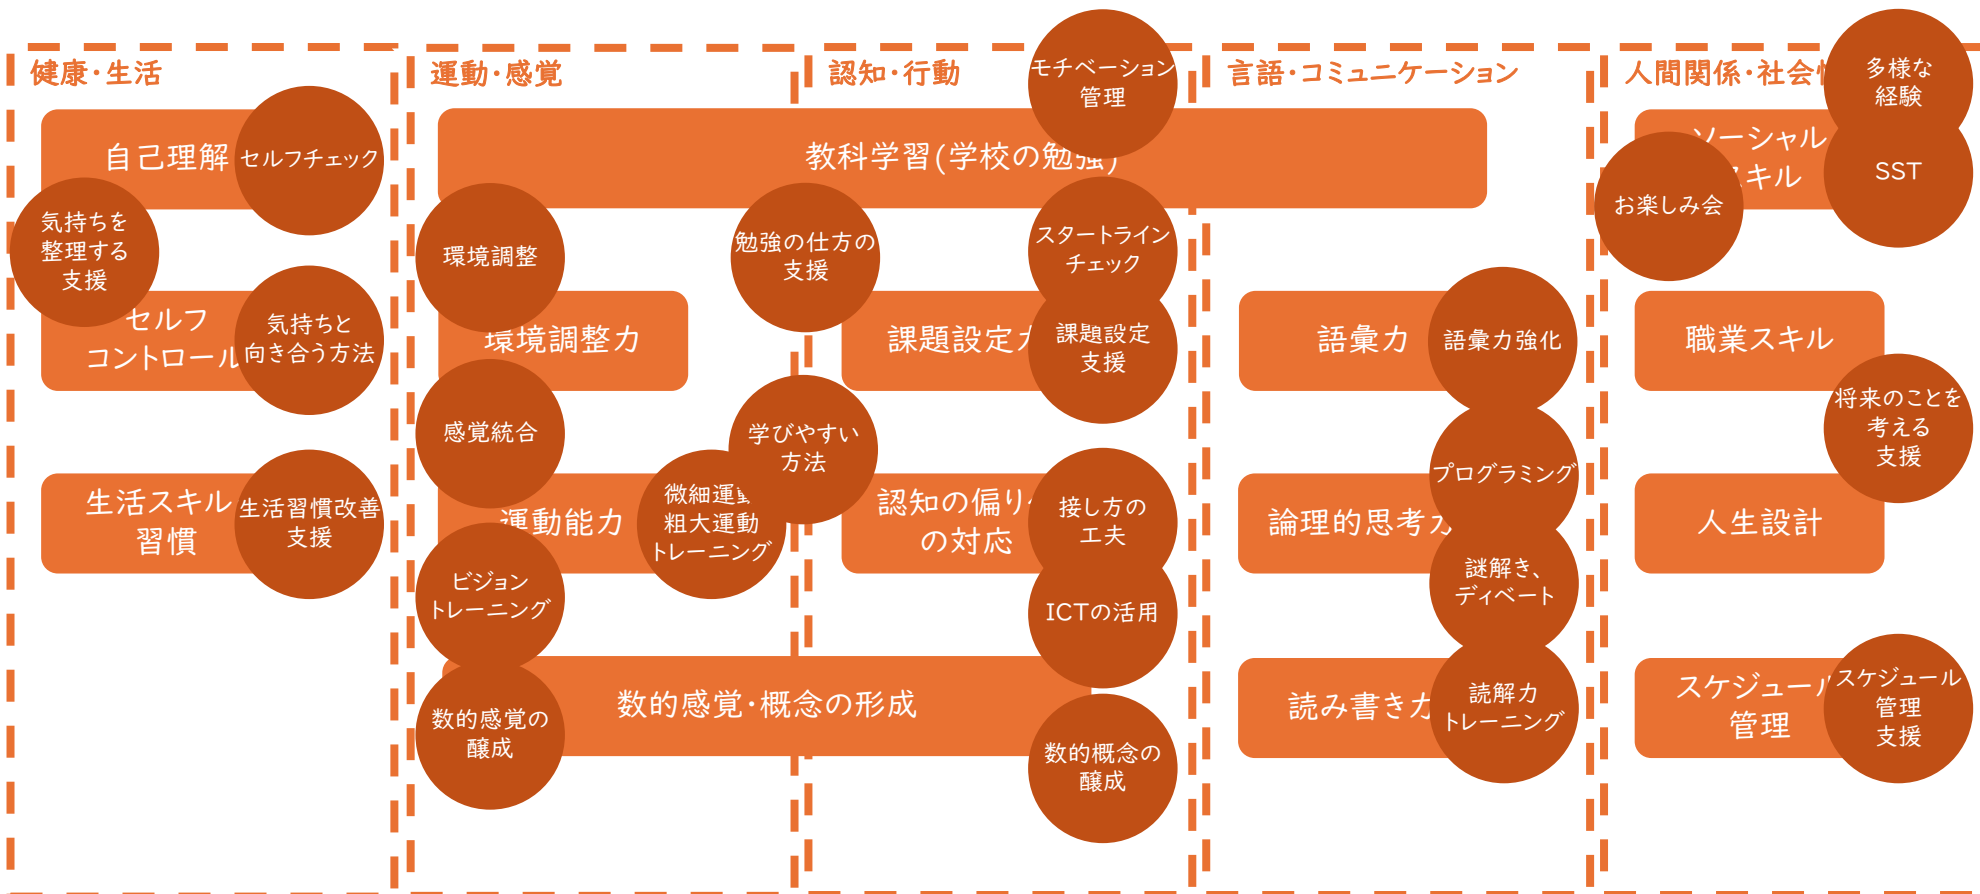 健康・生活
運動・感覚
認知・行動
言語・コミュニケーション
人間関係・社会
自己理解
セルフチェック
気持ちを
整理する
支援
セルフ
コントロール
気持ちと
向き合う方法
生活スキル
習慣
生活習慣改善
支援
教科学習(学校の勉強)
モチベーション
管理
環境調整
勉強の仕方の
支援
スタートライン
チェック
環境調整力
課題設定
課題設定
支援
感覚統合
学びやすい
方法
運動能力
微細運動
粗大運動
トレーニング
認知の偏り
の対応
接し方の
工夫
ビジョン
トレーニング
ICTの活用
数的感覚・概念の形成
数的感覚の
醸成
数的概念の
醸成
語彙力
語彙力強化
論理的思考力
プログラミング
謎解き、
ディベート
読み書き力
読解力
トレーニング
ソーシャル
スキル
多様な
経験
SST
お楽しみ会
職業スキル
将来のことを
考える
支援
人生設計
スケジュール
管理
スケジュール
管理
支援